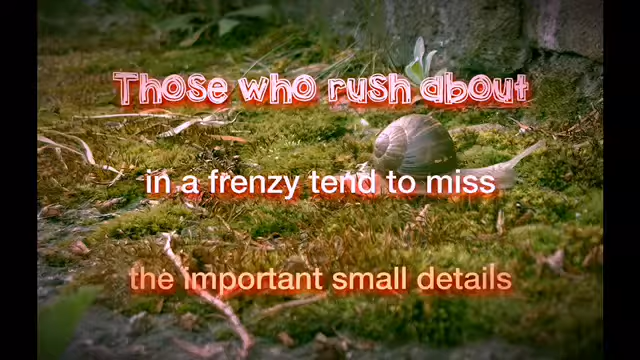 Those who rush about
in a frenzy tend to miss
the important small details